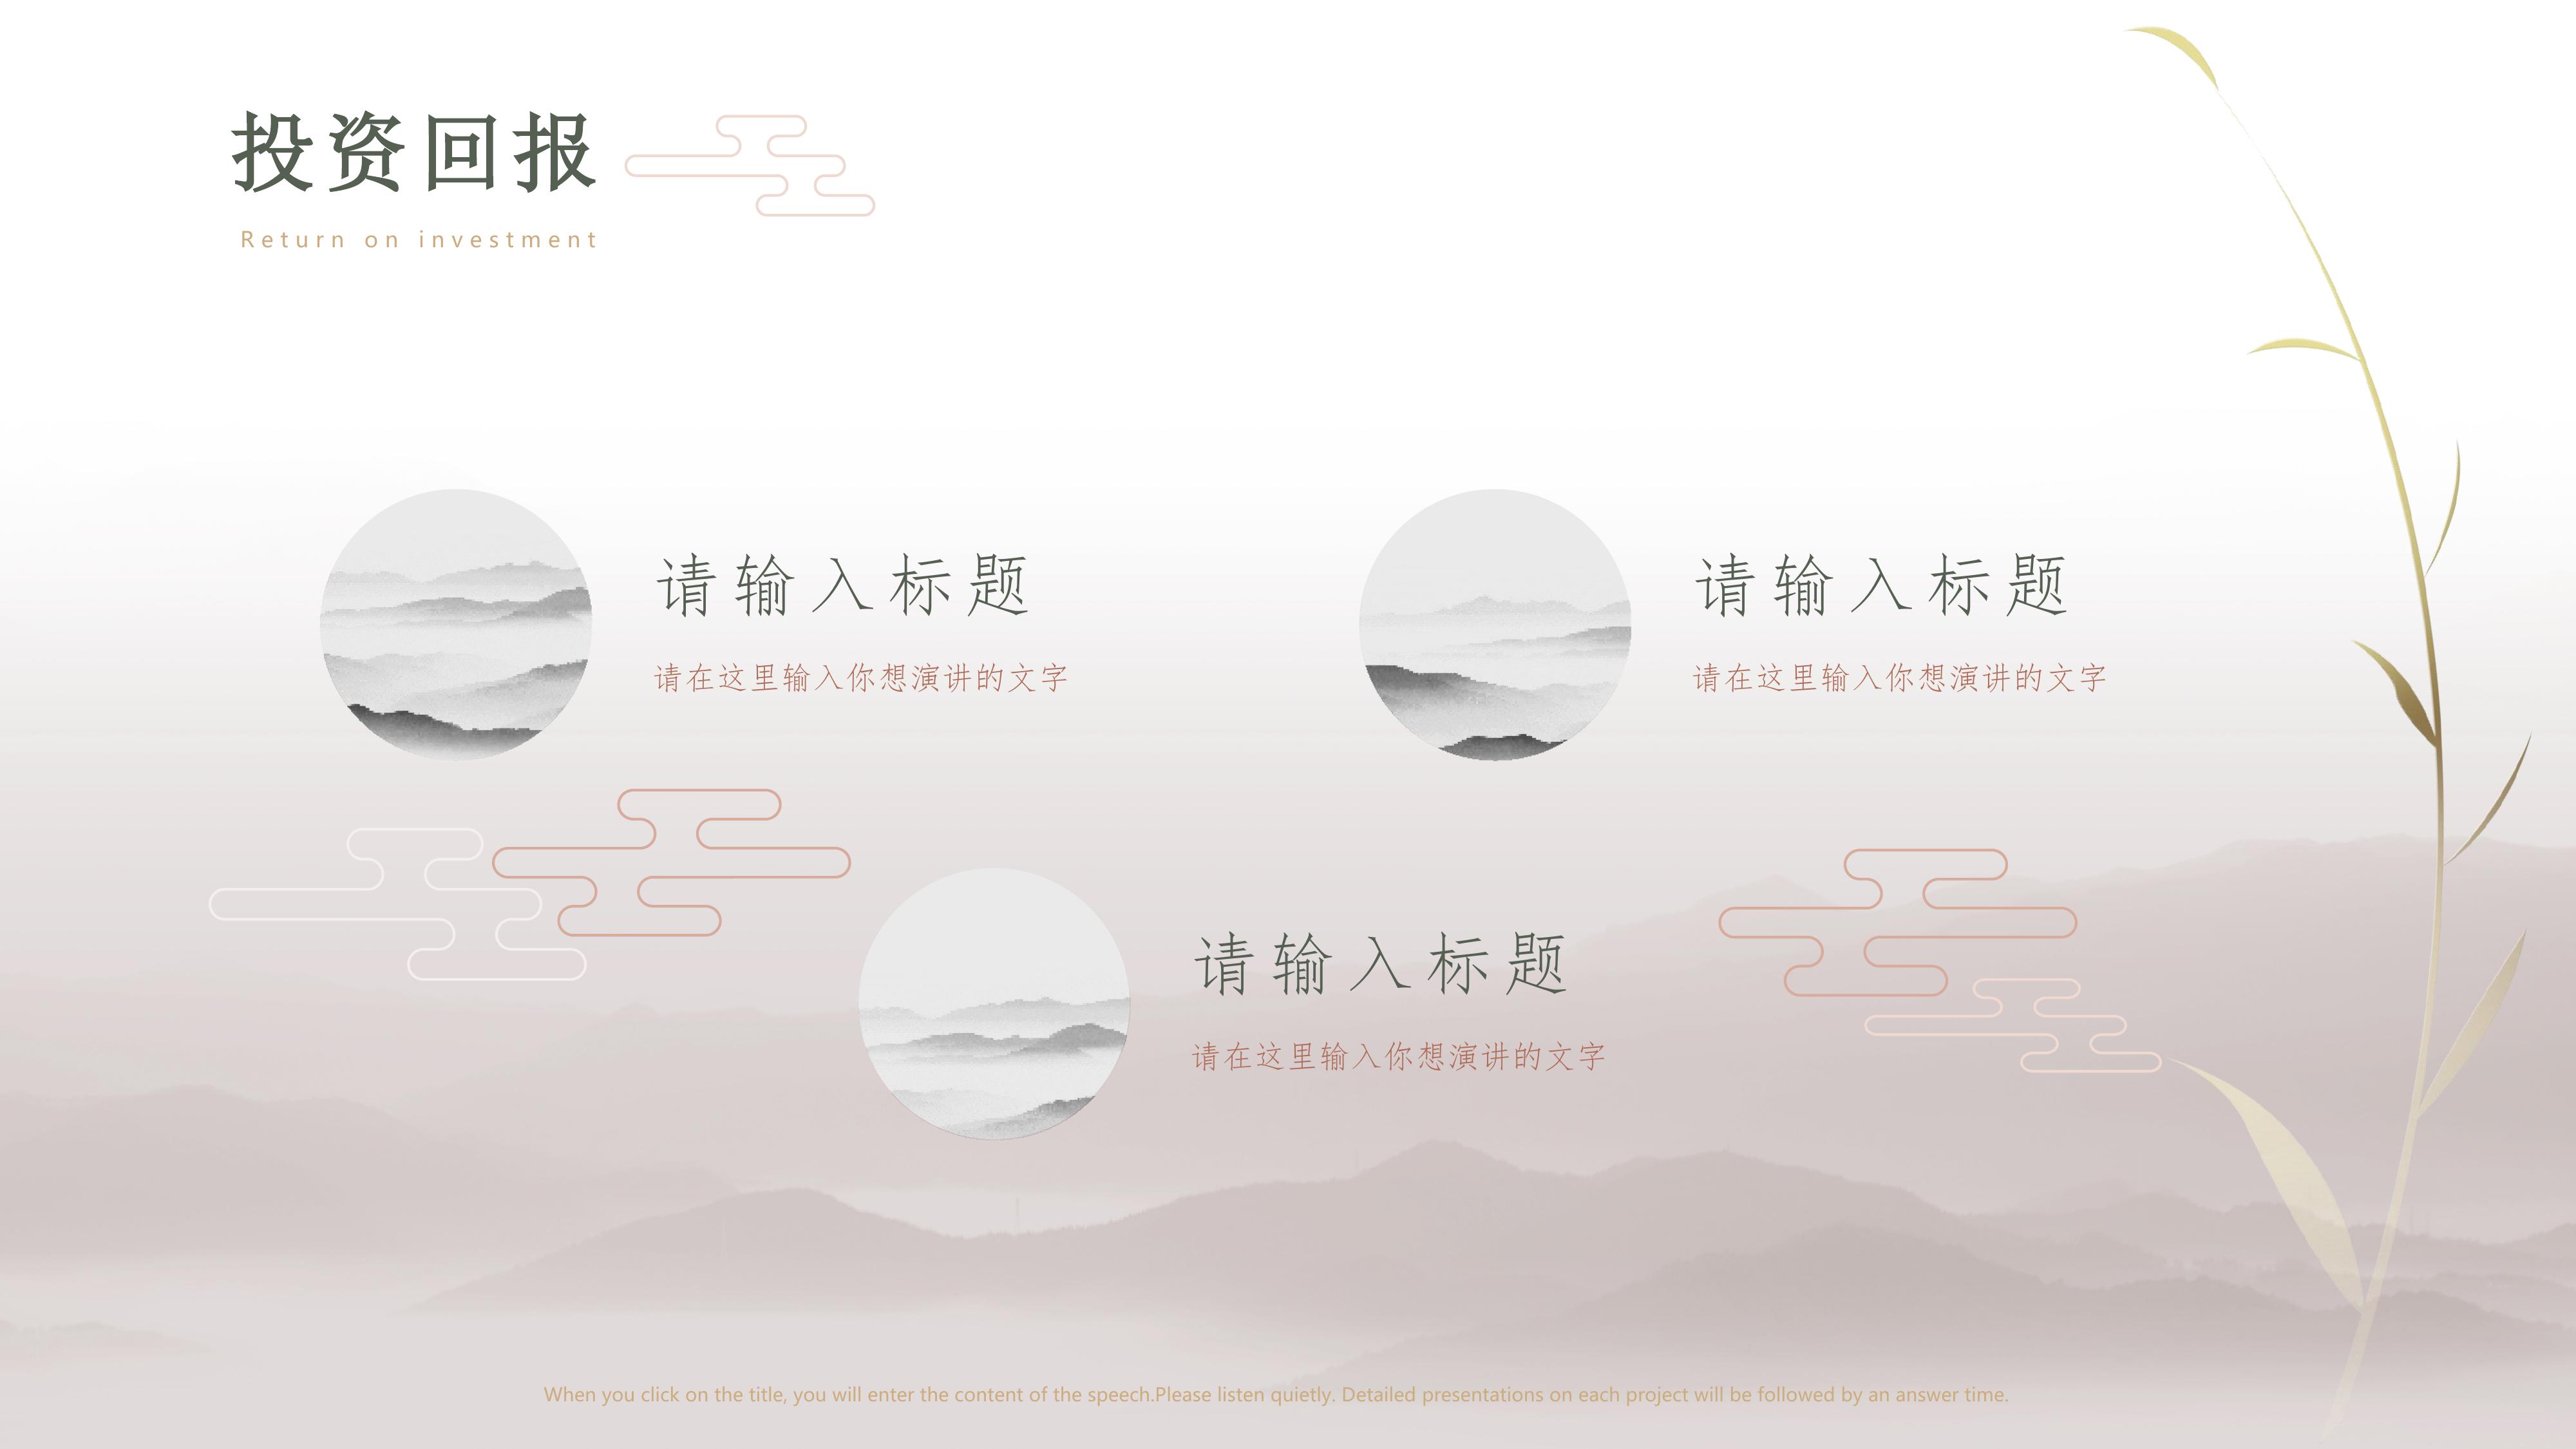 投资回报
Return on investment
请输入标题
请在这里输入你想演讲的文字
请输入标题
请在这里输入你想演讲的文字
请输入标题
请在这里输入你想演讲的文字
When you click on the title, you will enter the content of the speech.Please listen quietly. Detailed presentations on each project will be followed by an answer time.